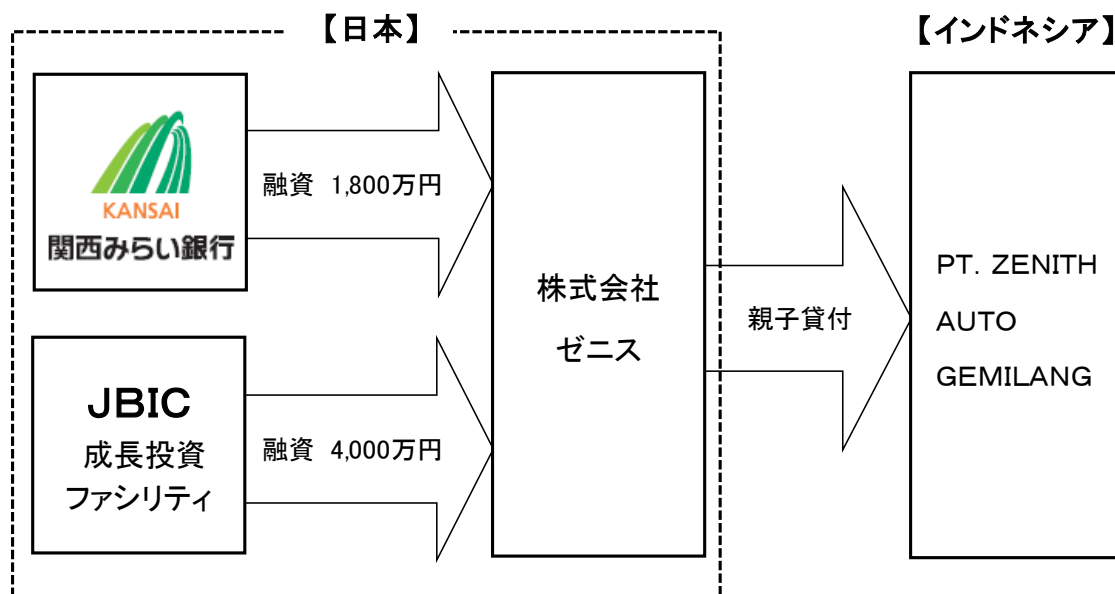 【日本】
【インドネシア】
KANSAI
関西みらい銀行
融資 1,800万円
JBIC
成長投資
ファシリティ
融資 4,000万円
株式会社
ゼニス
親子貸付
PT. ZENITH
AUTO
GEMILANG